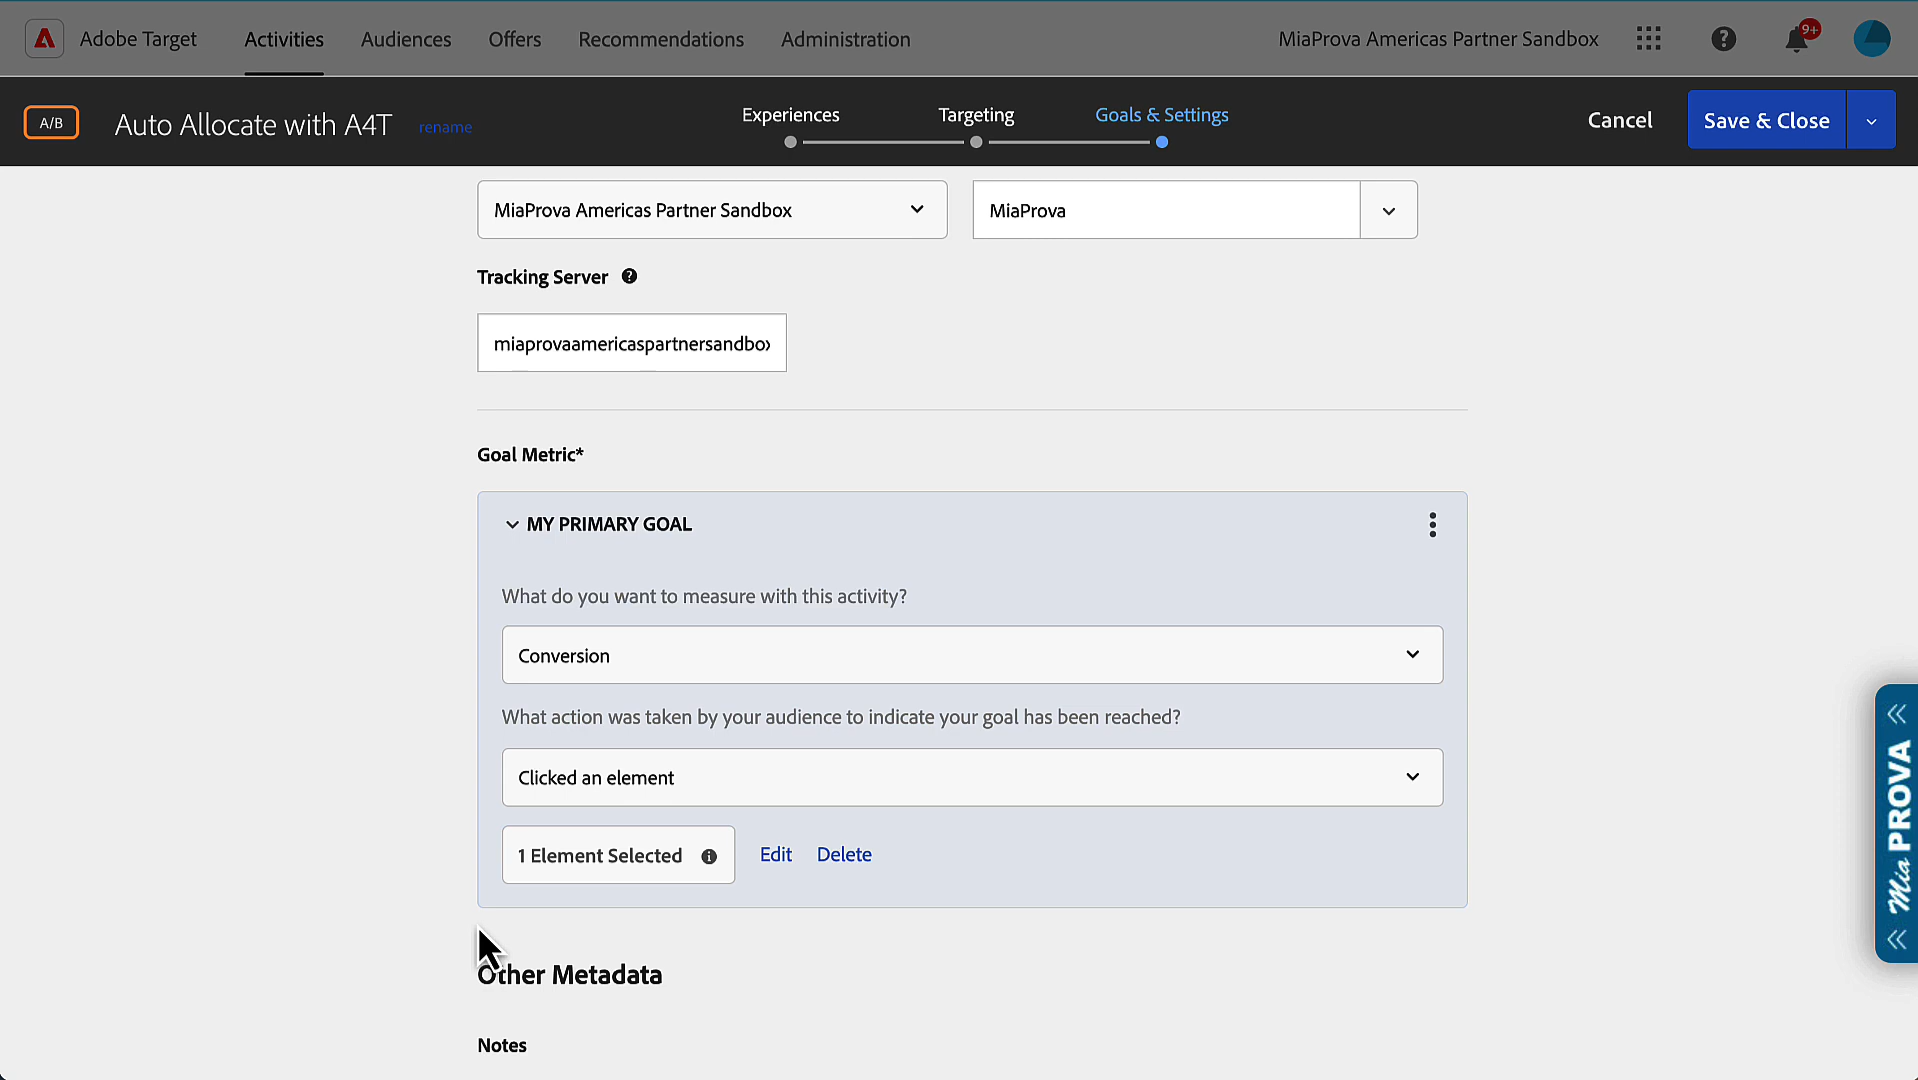 Adobe Target Activities Audiences Offers Recommendations Administration MiaProva Americas Partner Sandbox 9+
A/B Auto Allocate with A4T rename Experiences Targeting Goals & Settings Cancel Save & Close
MiaProva Americas Partner Sandbox MiaProva
Tracking Server
miaprovaamericaspartnersandbox
Goal Metric*
MY PRIMARY GOAL
What do you want to measure with this activity?
Conversion
What action was taken by your audience to indicate your goal has been reached?
Clicked an element
1 Element Selected Edit Delete
Other Metadata
Notes
Mia PROVA